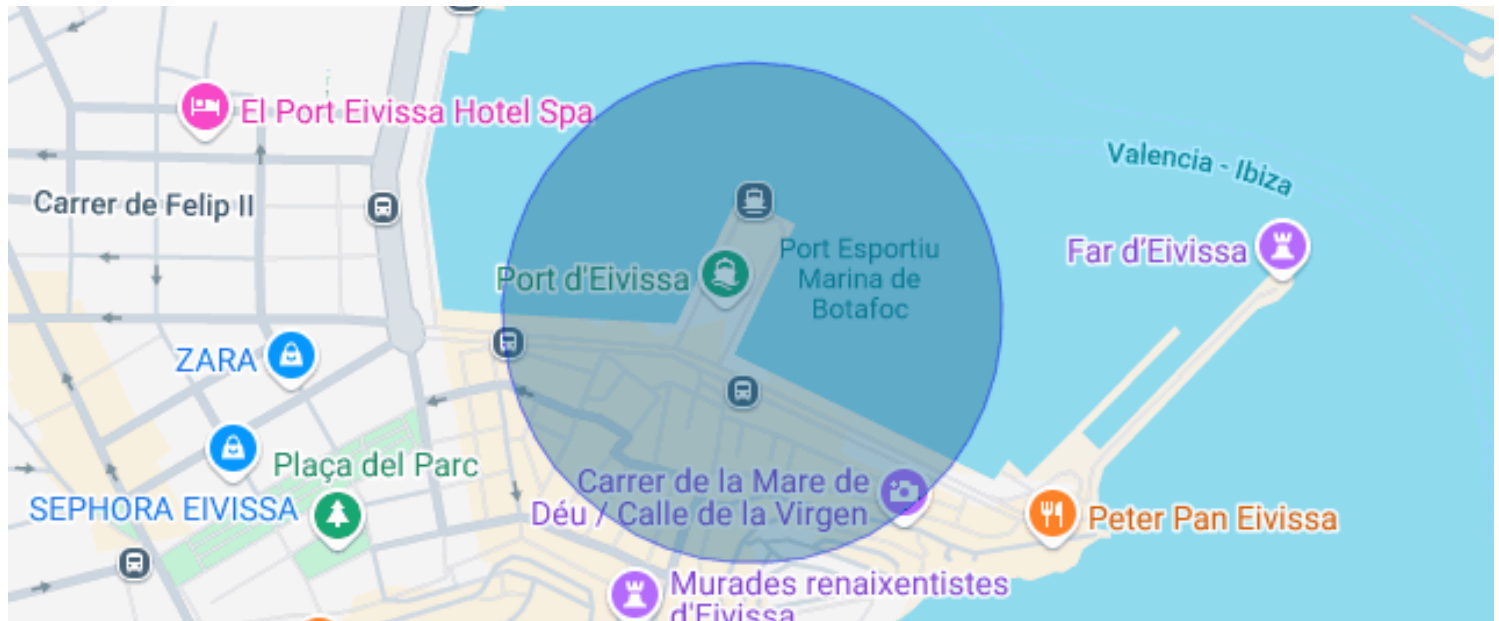 El Port Eivissa Hotel Spa
Valencia - Ibiza
Carrer de Felip II
Port Esportiu
Marina de
Botafoc
Far d'Eivissa
Port d'Eivissa
ZARA
Plaça del Parc
SEPHORA EIVISSA
Carrer de la Mare de
Déu / Calle de la Virgen
Peter Pan Eivissa
Murades renaixentistes
d'Eivissa